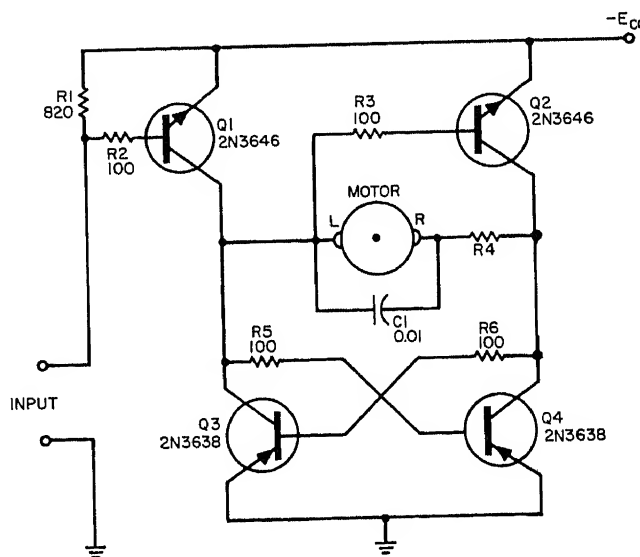 -ECC
R1
820
R2
100
Q1
2N3646
R3
100
Q2
2N3646
MOTOR
L
R
R4
C1
0.01
R5
100
R6
100
INPUT
Q3
2N3638
Q4
2N3638